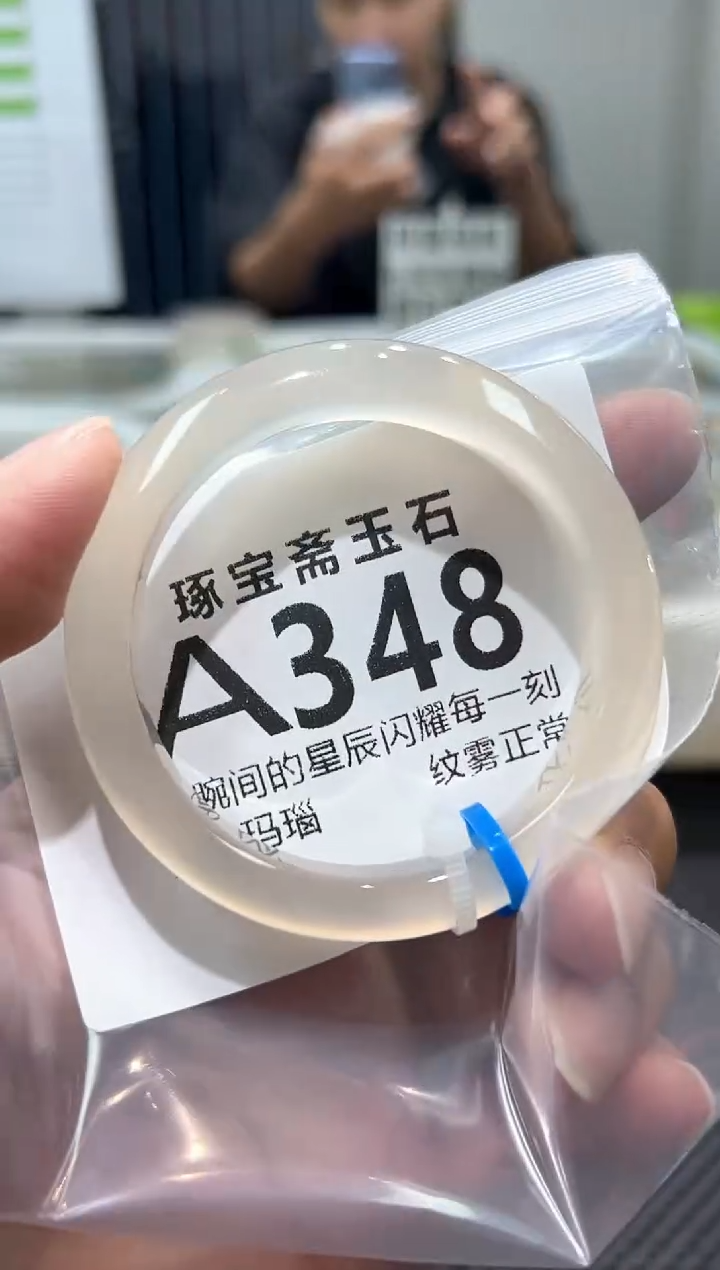 琢宝斋玉石
A348
腕间的星辰闪耀每一刻
玛瑙 纹雾正常